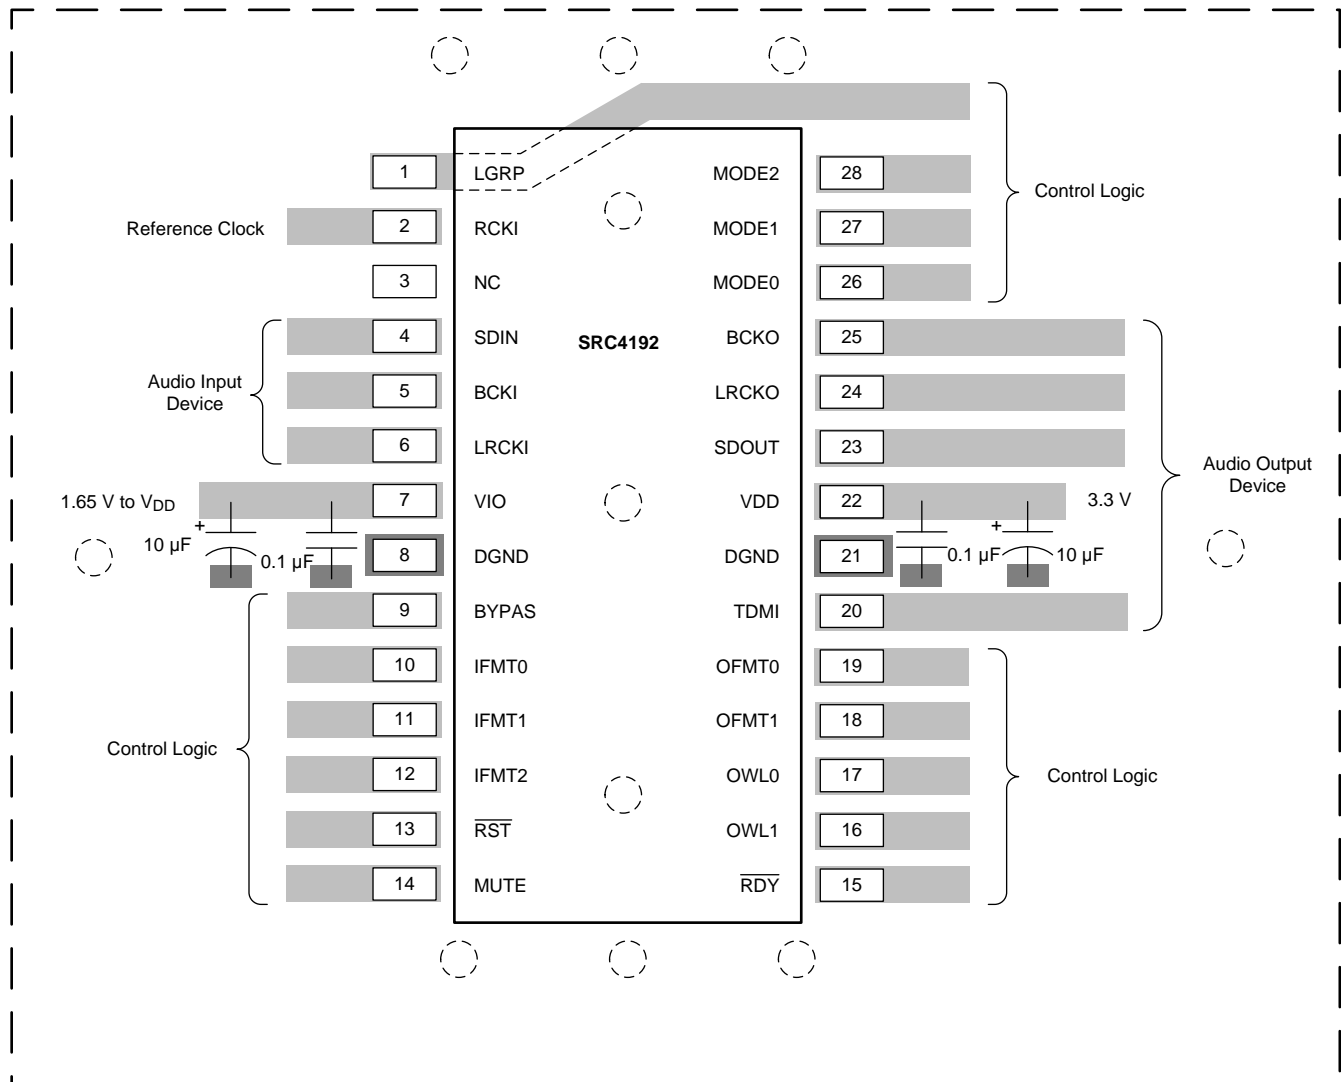 1 LGRP MODE2 28
Control Logic
Reference Clock 2 RCKI MODE1 27
3 NC MODE0 26
4 SDIN SRC4192 BCKO 25
Audio Input
Device
5 BCKI LRCKO 24
6 LRCKI SDOUT 23
Audio Output
Device
1.65 V to VDD 7 VIO VDD 22 3.3 V
+ 10 µF 0.1 µF 8 DGND DGND 21 0.1 µF + 10 µF
9 BYPAS TDMI 20
10 IFMT0 OFMT0 19
11 IFMT1 OFMT1 18
Control Logic
12 IFMT2 OWL0 17 Control Logic
13 R̅S̅T̅ OWL1 16
14 MUTE R̅D̅Y̅ 15